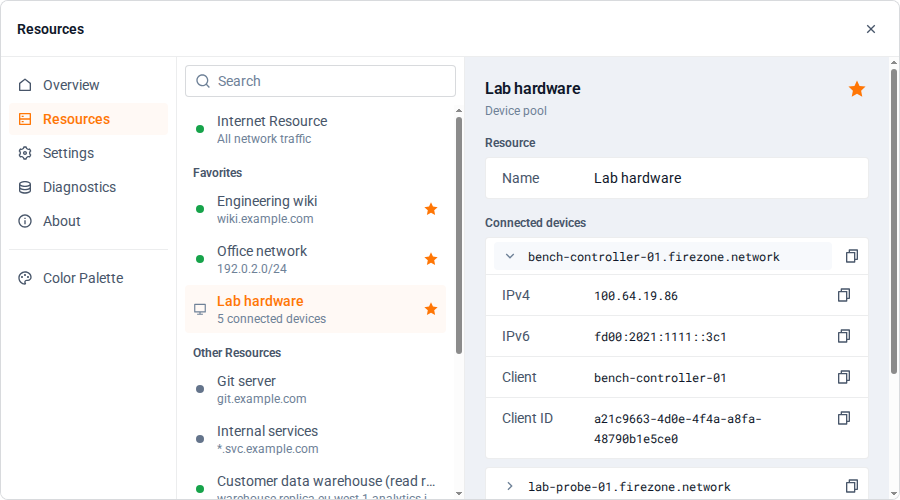 Resources
Overview
Resources
Settings
Diagnostics
About
Color Palette
Search
Internet Resource
All network traffic
Favorites
Engineering wiki
wiki.example.com
Office network
192.0.2.0/24
Lab hardware
5 connected devices
Other Resources
Git server
git.example.com
Internal services
*.svc.example.com
Customer data warehouse (read r...
Lab hardware
Device pool
Resource
Name Lab hardware
Connected devices
bench-controller-01.firezone.network
IPv4 100.64.19.86
IPv6 fd00:2021:1111::3c1
Client bench-controller-01
Client ID a21c9663-4d0e-4f4a-a8fa-
48790b1e5ce0
lab-probe-01.firezone.network